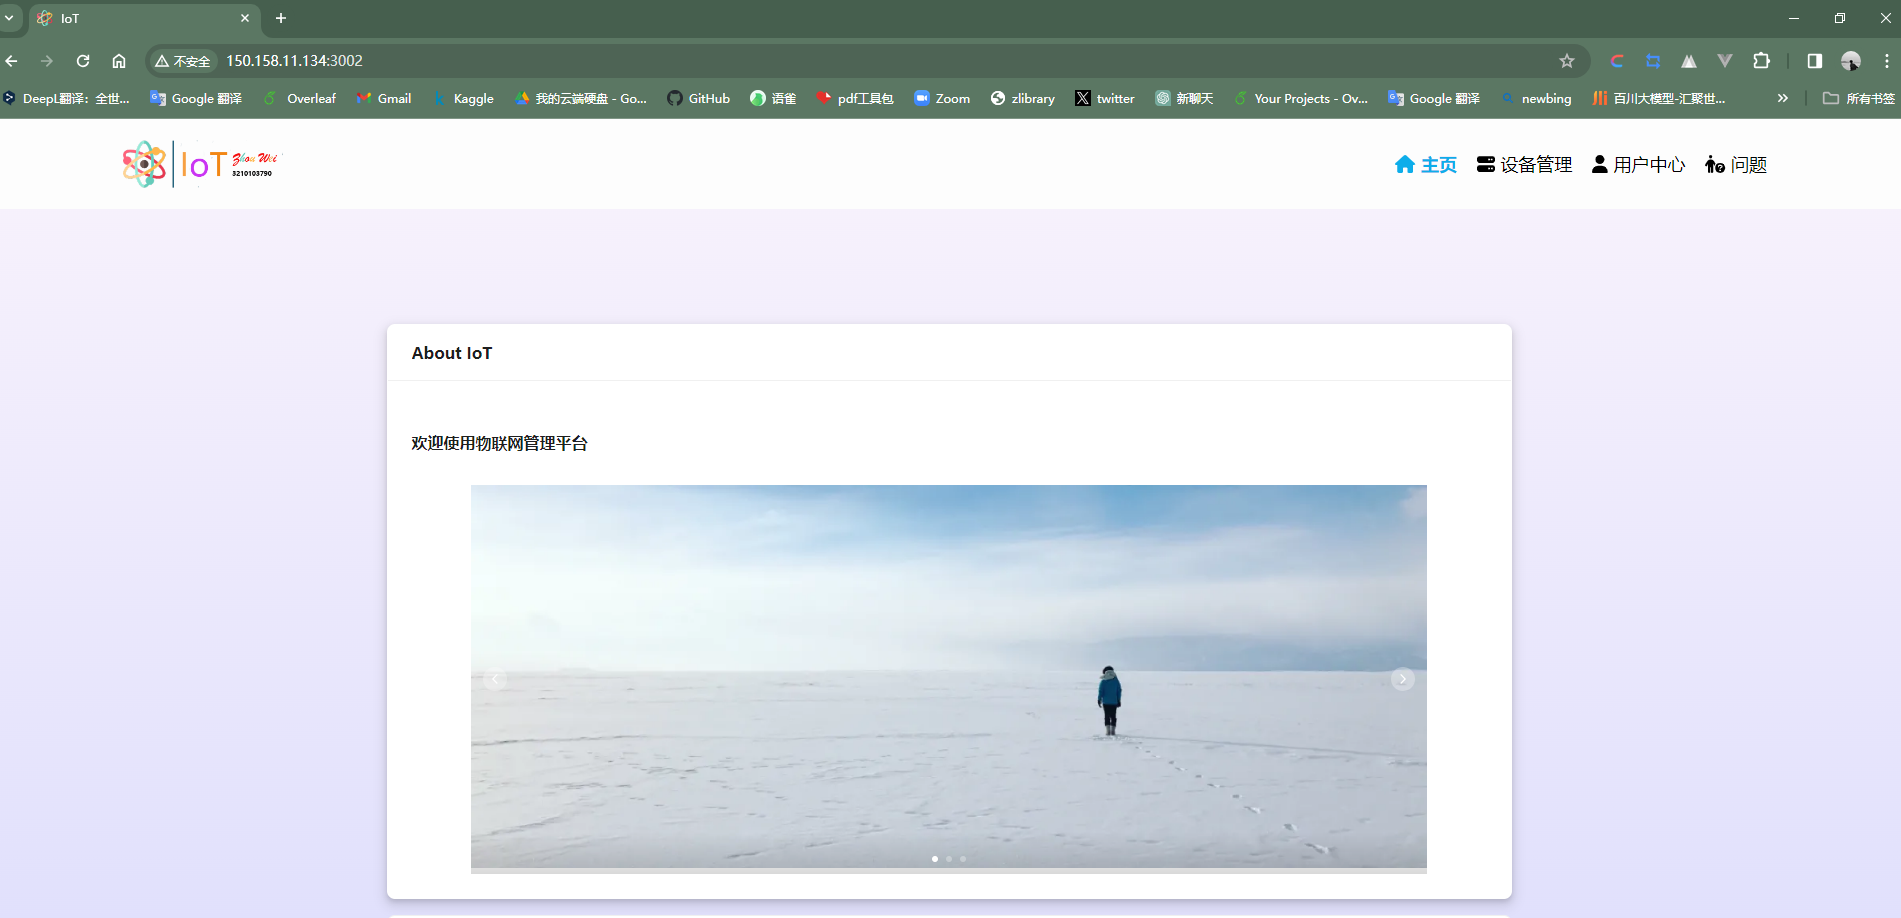 IoT
不安全 150.158.11.134:3002
DeepL翻译：全世... Google 翻译 Overleaf Gmail Kaggle 我的云端硬盘 - Go... GitHub 语雀 pdf工具包 Zoom zlibrary twitter 新聊天 Your Projects - Ov... Google 翻译 newbing 百川大模型-汇聚世... 所有书签
IoT Zhou Wei
3210103790
主页 设备管理 用户中心 问题
About IoT
欢迎使用物联网管理平台